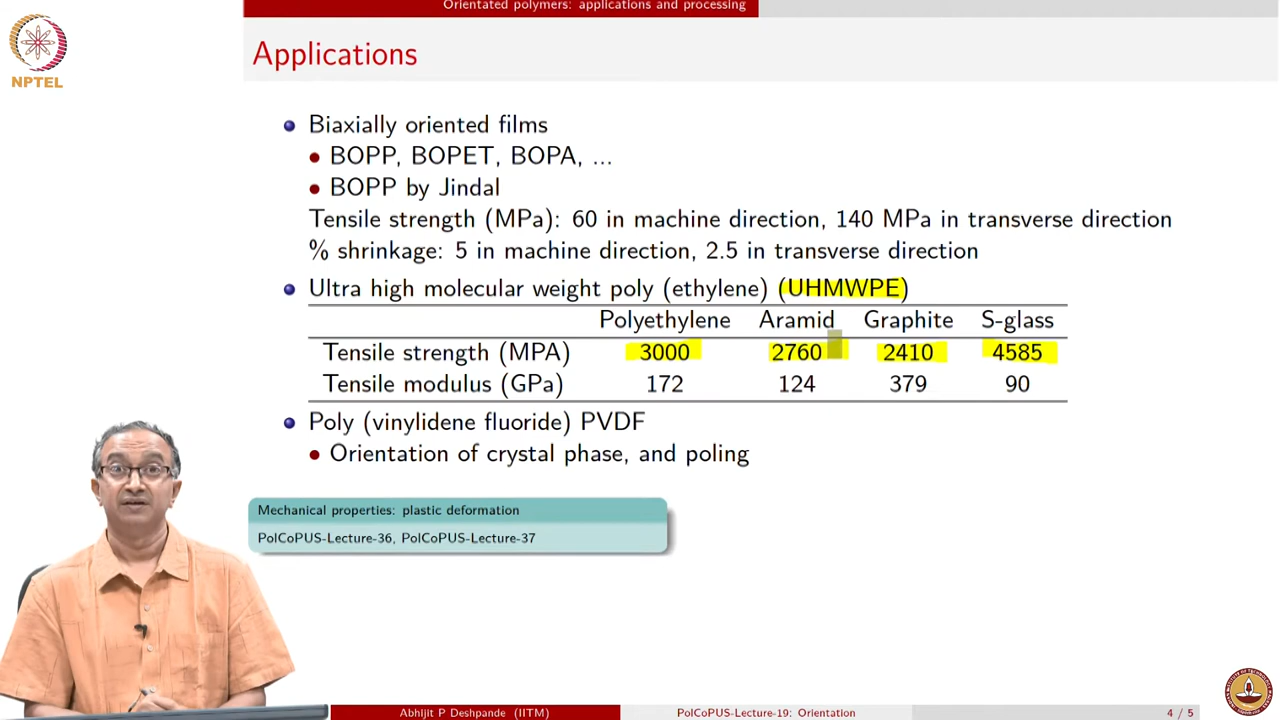 Orientated polymers: applications and processing
NPTEL
Applications
Biaxially oriented films
BOPP, BOPET, BOPA, ...
BOPP by Jindal
Tensile strength (MPa): 60 in machine direction, 140 MPa in transverse direction
% shrinkage: 5 in machine direction, 2.5 in transverse direction
Ultra high molecular weight poly (ethylene) (UHMWPE)
Polyethylene Aramid Graphite S-glass
Tensile strength (MPA) 3000 2760 2410 4585
Tensile modulus (GPa) 172 124 379 90
Poly (vinylidene fluoride) PVDF
Orientation of crystal phase, and poling
Mechanical properties: plastic deformation
PolCoPUS-Lecture-36, PolCoPUS-Lecture-37
Abhijit P Deshpande (IITM) PolCoPUS-Lecture-19: Orientation 4 / 5